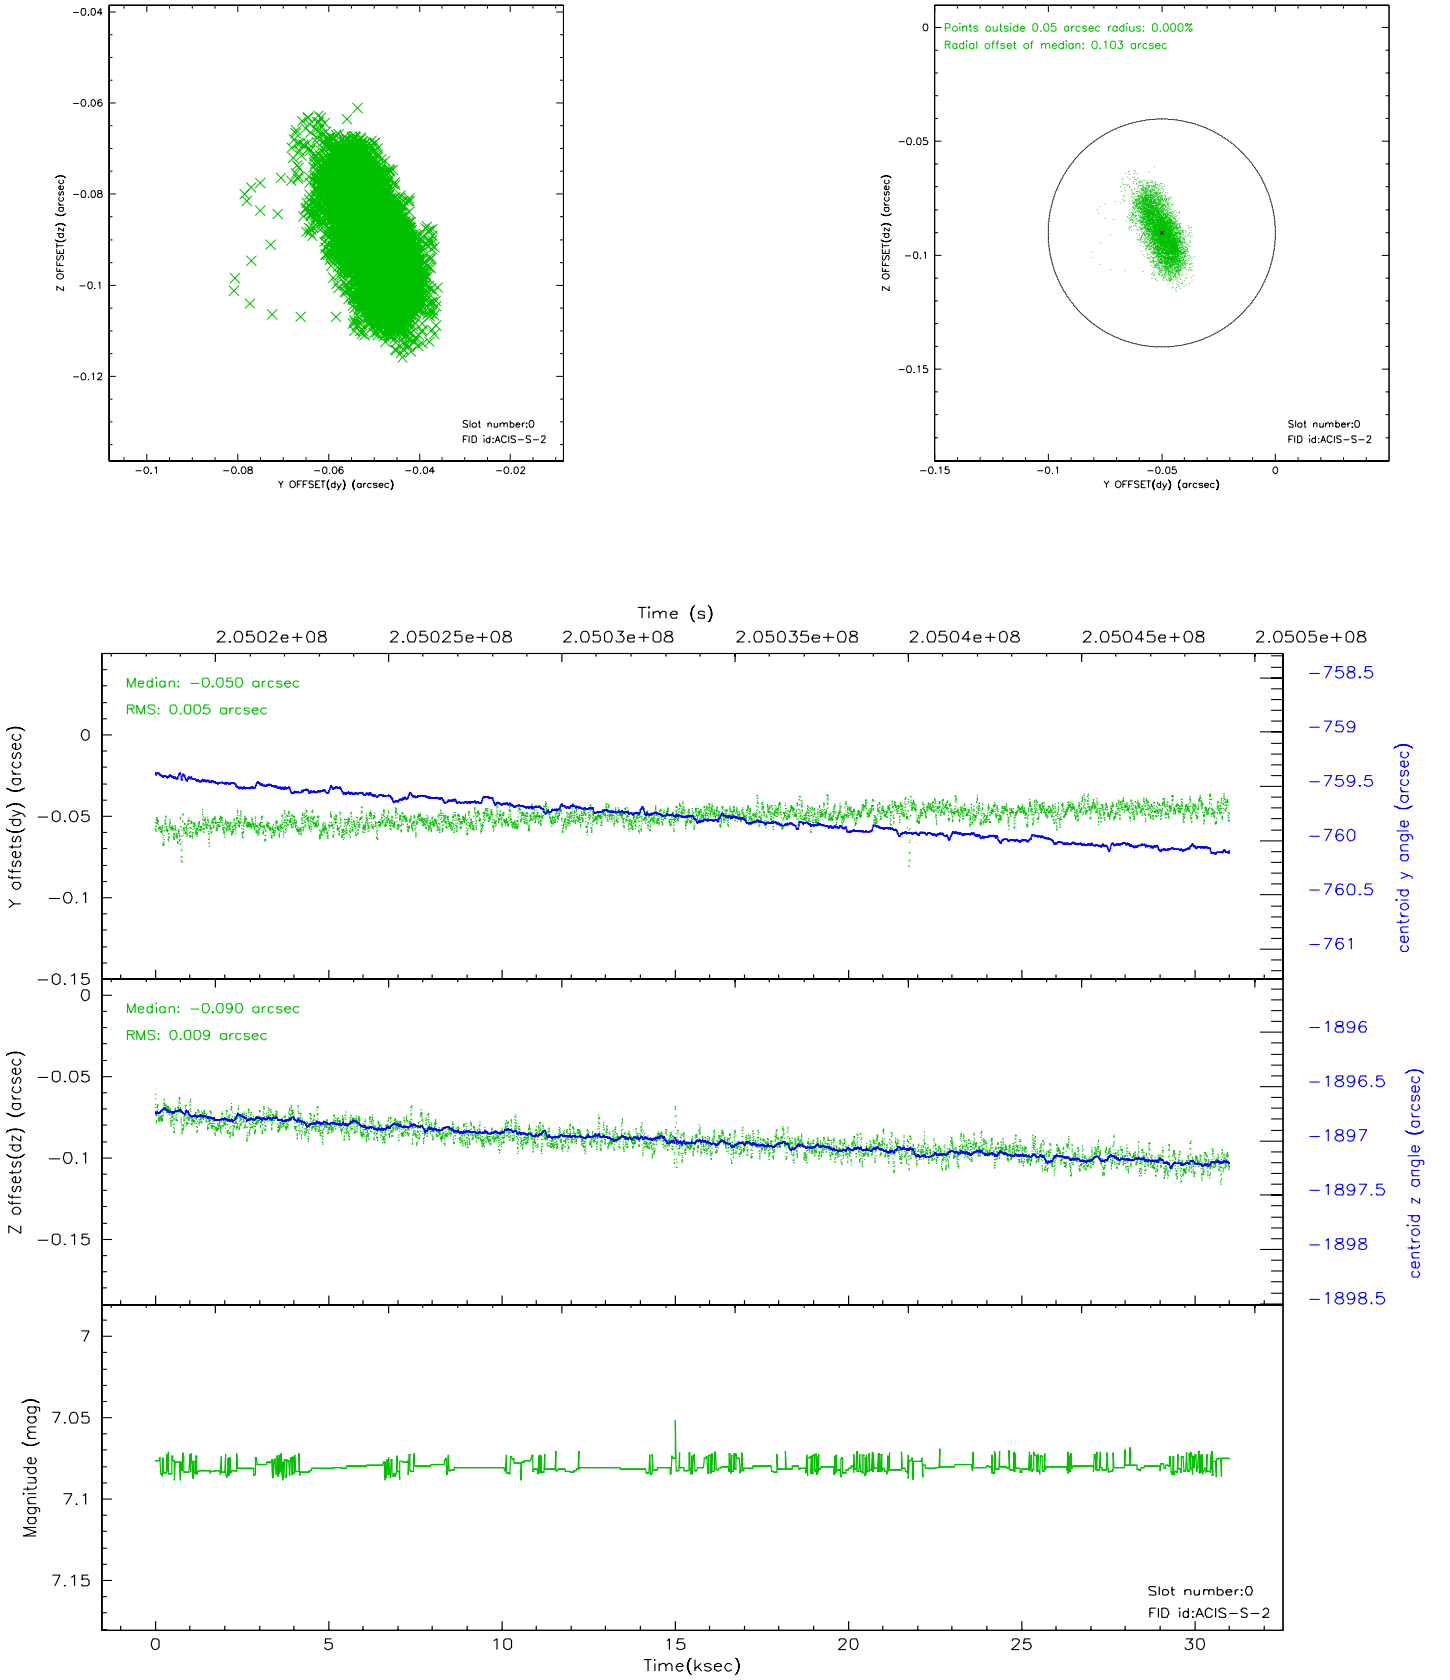 −0.04
−0.06
−0.08
−0.1
−0.12
Z OFFSET(dz) (arcsec)
Slot number:0
FID id:ACIS−S−2
−0.1
−0.08
−0.06
−0.04
−0.02
Y OFFSET(dy) (arcsec)
Points outside 0.05 arcsec radius: 0.000%
Radial offset of median: 0.103 arcsec
0
−0.05
−0.1
−0.15
Z OFFSET(dz) (arcsec)
Slot number:0
FID id:ACIS−S−2
−0.15
−0.1
−0.05
0
Y OFFSET(dy) (arcsec)
Time (s)
2.0502e+08
2.05025e+08
2.0503e+08
2.05035e+08
2.0504e+08
2.05045e+08
2.0505e+08
Median: −0.050 arcsec
RMS: 0.005 arcsec
0
−0.05
−0.1
−0.15
Y offsets(dy) (arcsec)
−758.5
−759
−759.5
−760
−760.5
−761
centroid y angle (arcsec)
Median: −0.090 arcsec
RMS: 0.009 arcsec
0
−0.05
−0.1
−0.15
Z offsets(dz) (arcsec)
−1896
−1896.5
−1897
−1897.5
−1898
−1898.5
centroid z angle (arcsec)
7
7.05
7.1
7.15
Magnitude (mag)
Slot number:0
FID id:ACIS−S−2
0
5
10
15
20
25
30
Time(ksec)